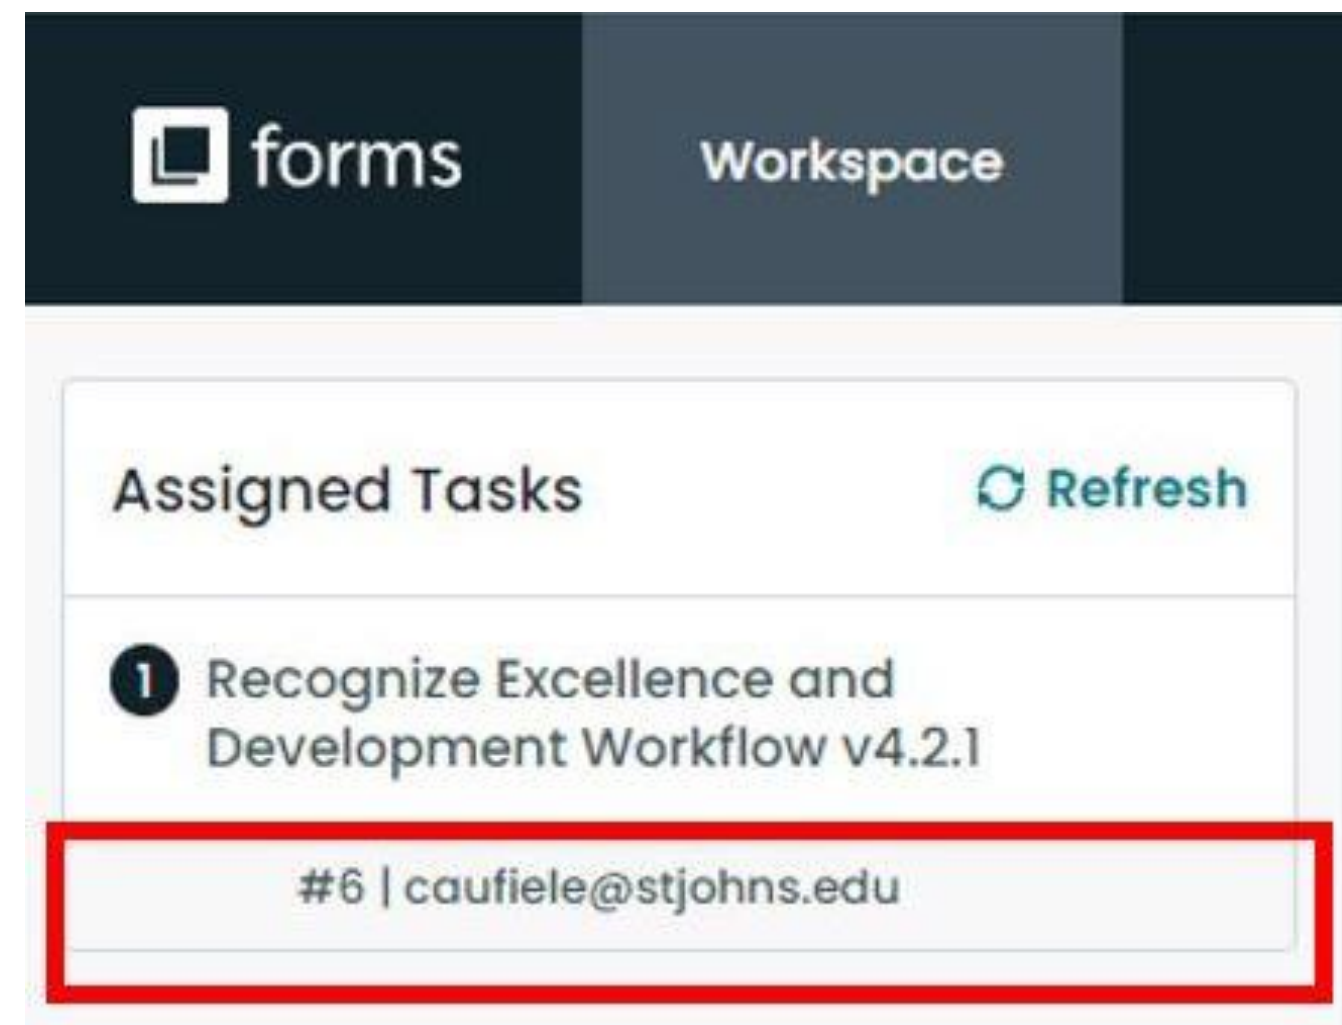 forms
Workspace
Assigned Tasks
Refresh
1
Recognize Excellence and
Development Workflow v4.2.1
#6 | caufiele@stjohns.edu